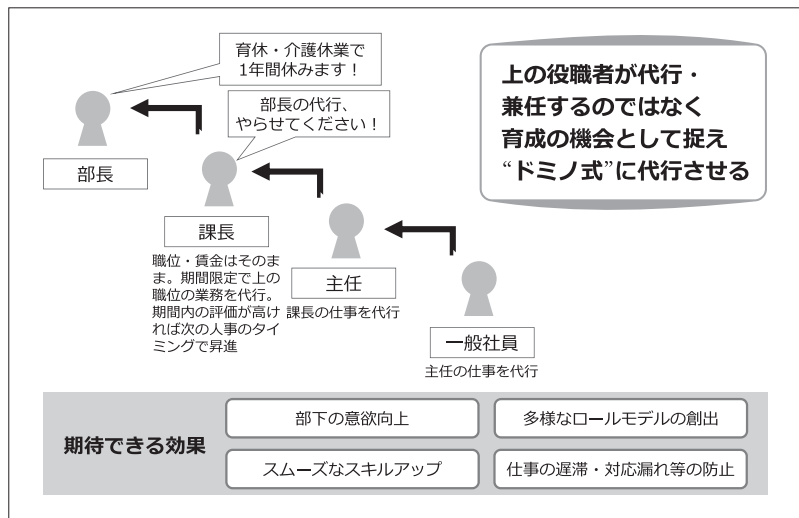 育休・介護休業で
1年間休みます！
部長の代行、
やらせてください！
上の役職者が代行・
兼任するのではなく
育成の機会として捉え
“ドミノ式”に代行させる
部長
課長
職位・賃金はそのま
ま。期間限定で上の
職位の業務を代行。
期間内の評価が高け
れば次の人事のタイ
ミングで昇進
主任
課長の仕事を代行
一般社員
主任の仕事を代行
期待できる効果
部下の意欲向上
多様なロールモデルの創出
スムーズなスキルアップ
仕事の遅滞・対応漏れ等の防止